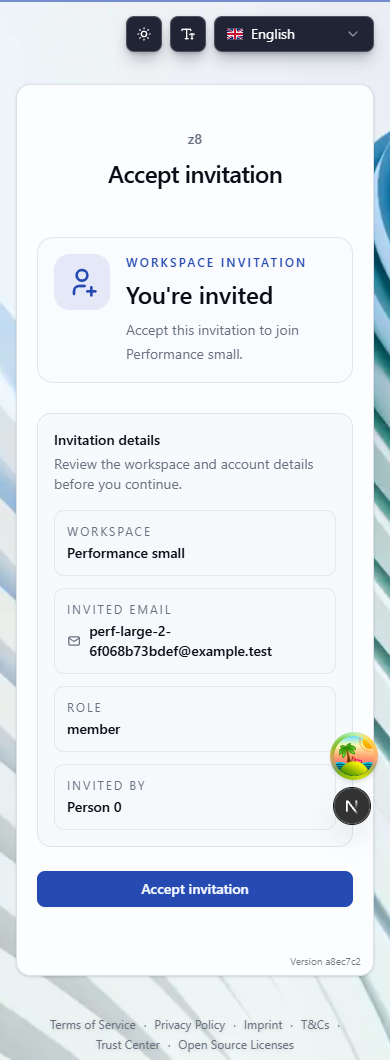 English
z8
Accept invitation
WORKSPACE INVITATION
You're invited
Accept this invitation to join
Performance small.
Invitation details
Review the workspace and account details
before you continue.
WORKSPACE
Performance small
INVITED EMAIL
perf-large-2-
6f068b73bdef@example.test
ROLE
member
INVITED BY
Person 0
N
Accept invitation
Version a8ec7c2
Terms of Service · Privacy Policy · Imprint · T&Cs ·
Trust Center · Open Source Licenses